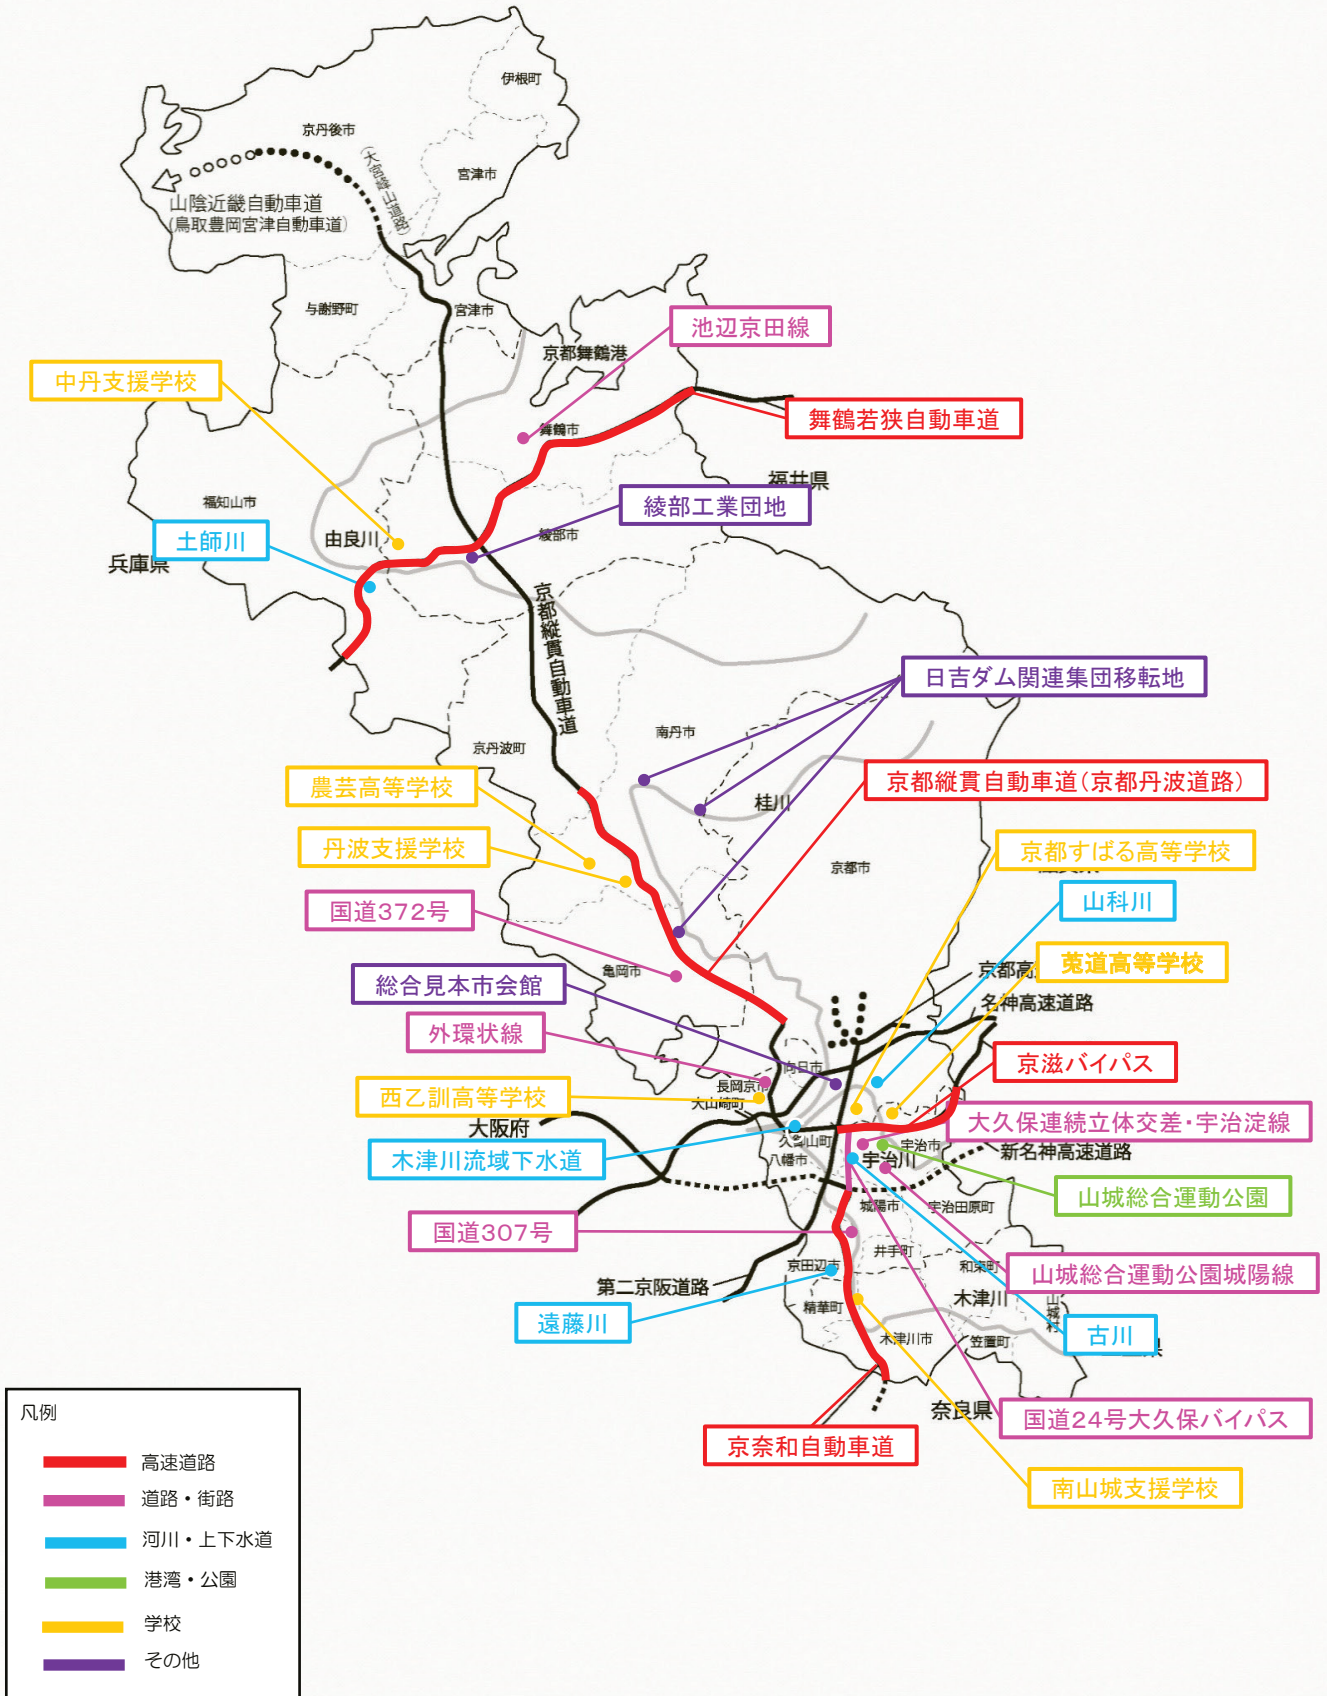 伊根町
京丹後市
(大宮峰山道路)
宮津市
山陰近畿自動車道
(鳥取豊岡宮津自動車道)
与謝野町
宮津市
池辺京田線
京都舞鶴港
中丹支援学校
舞鶴若狭自動車道
舞鶴市
福井県
福知山市
綾部工業団地
土師川
由良川
綾部市
兵庫県
京都縦貫自動車道
日吉ダム関連集団移転地
南丹市
京丹波町
京都縦貫自動車道(京都丹波道路)
農芸高等学校
桂川
丹波支援学校
京都すばる高等学校
京都市
国道372号
山科川
菟道高等学校
亀岡市
京都高
総合見本市会館
名神高速道路
外環状線
京滋バイパス
向日市
長岡京市
西乙訓高等学校
大山崎町
大久保連続立体交差・宇治淀線
大阪府
久御山町
宇治市
新名神高速道路
木津川流域下水道
八幡市
宇治川
山城総合運動公園
城陽市
宇治田原町
国道307号
井手町
京田辺市
和束町
山城総合運動公園城陽線
第二京阪道路
木津川
精華町
山城村
遠藤川
古川
木津川市
笠置町
奈良県
国道24号大久保バイパス
京奈和自動車道
南山城支援学校
凡例
高速道路
道路・街路
河川・上下水道
港湾・公園
学校
その他